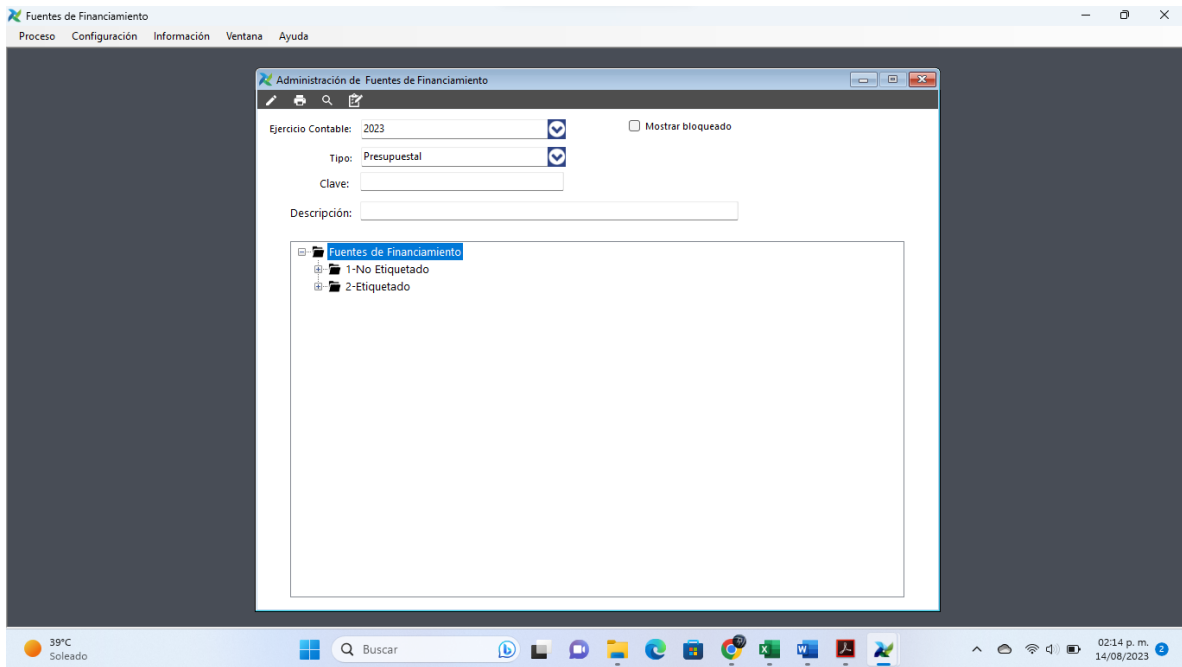 Fuentes de Financiamiento
Proceso Configuración Información Ventana Ayuda
Administración de Fuentes de Financiamiento
Ejercicio Contable: 2023 Mostrar bloqueado
Tipo: Presupuestal
Clave:
Descripción:
Fuentes de Financiamiento
1-No Etiquetado
2-Etiquetado
39°C
Soleado
Buscar
02:14 p. m.
14/08/2023
2